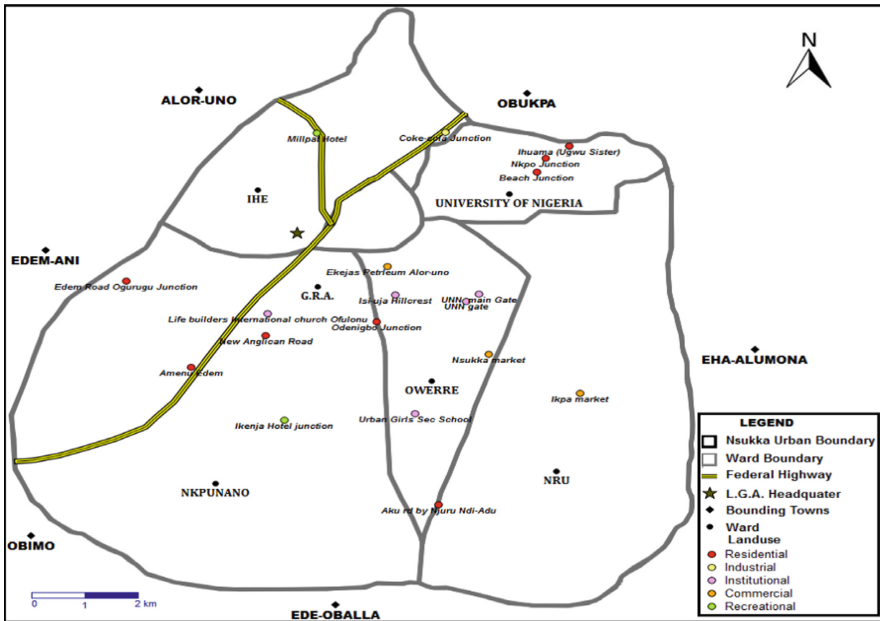 N
ALOR-UNO
OBUKPA
Millpat Hotel
Coke-cola Junction
Ihuama (Ugwu Sister)
Nkpo Junction
Beach Junction
IHE
UNIVERSITY OF NIGERIA
EDEM-ANI
Ekejas Petrleum Alor-uno
Edem Road Ogurugu Junction
G.R.A.
Isi-uja Hillcrest
UNN main Gate
UNN gate
Life builders International church Ofulonu
Odenigbo Junction
New Anglican Road
EHA-ALUMONA
Nsukka market
Amenu Edem
OWERRE
Ikpa market
Ikenja Hotel junction
Urban Girls Sec School
NKPUNANO
NRU
Aku rd by Njuru Ndi-Adu
OBIMO
EDE-OBALLA
0 1 2 km
LEGEND
Nsukka Urban Boundary
Ward Boundary
Federal Highway
L.G.A. Headquater
Bounding Towns
Ward
Landuse
Residential
Industrial
Institutional
Commercial
Recreational